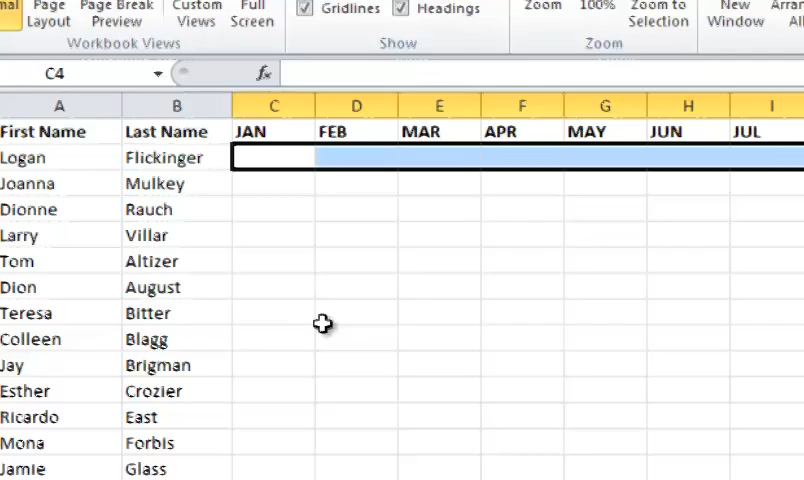 Page Page Break Custom Full Zoom 100% Zoom to New
Layout Preview Views Screen Gridlines Headings Selection Window
Workbook Views Show Zoom
C4 fx
A B C D E F G H I
First Name Last Name JAN FEB MAR APR MAY JUN JUL
Logan Flickinger
Joanna Mulkey
Dionne Rauch
Larry Villar
Tom Altizer
Dion August
Teresa Bitter
Colleen Blagg
Jay Brigman
Esther Crozier
Ricardo East
Mona Forbis
Jamie Glass